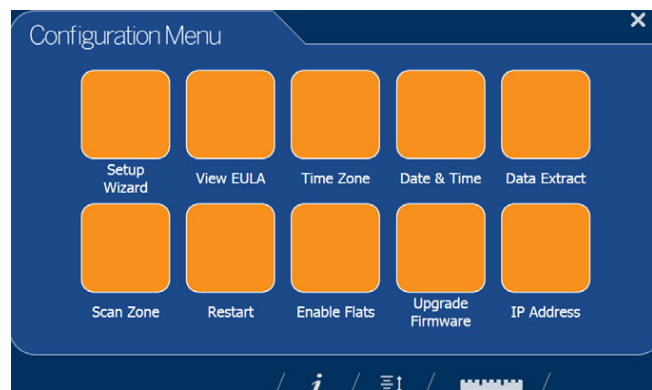 Configuration Menu
Setup
Wizard
View EULA
Time Zone
Date & Time
Data Extract
Scan Zone
Restart
Enable Flats
Upgrade
Firmware
IP Address
i